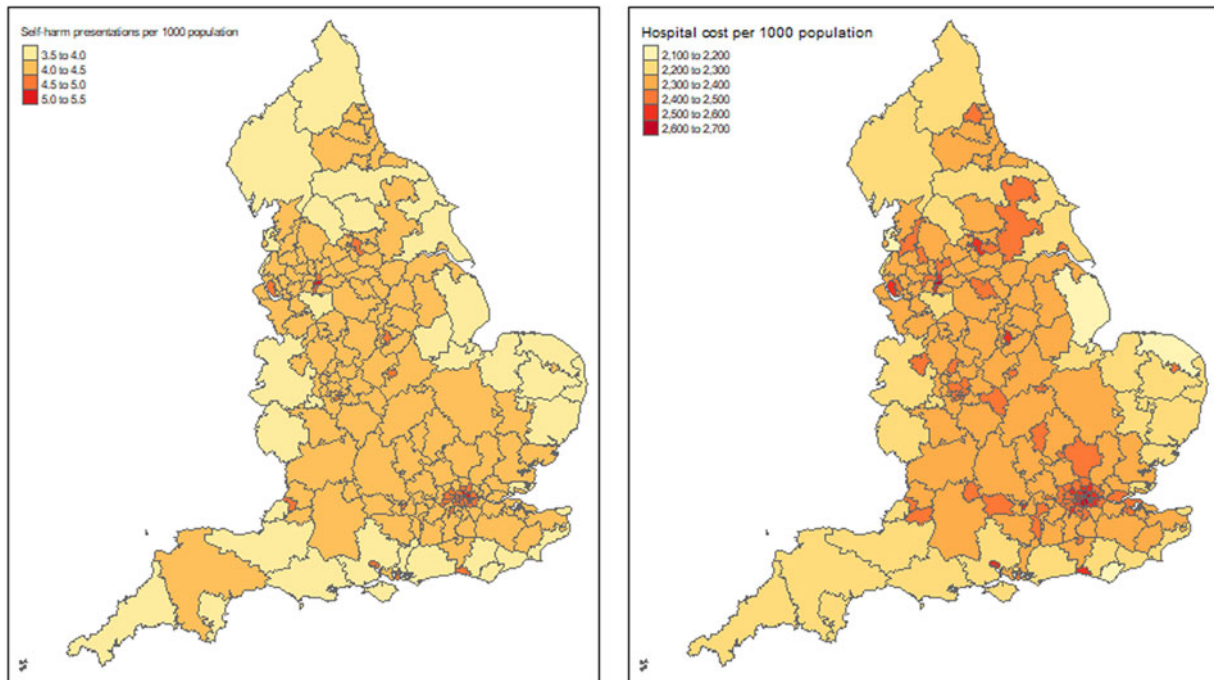 Self-harm presentations per 1000 population
3.5 to 4.0
4.0 to 4.5
4.5 to 5.0
5.0 to 5.5
Hospital cost per 1000 population
2,100 to 2,200
2,200 to 2,300
2,300 to 2,400
2,400 to 2,500
2,500 to 2,600
2,600 to 2,700